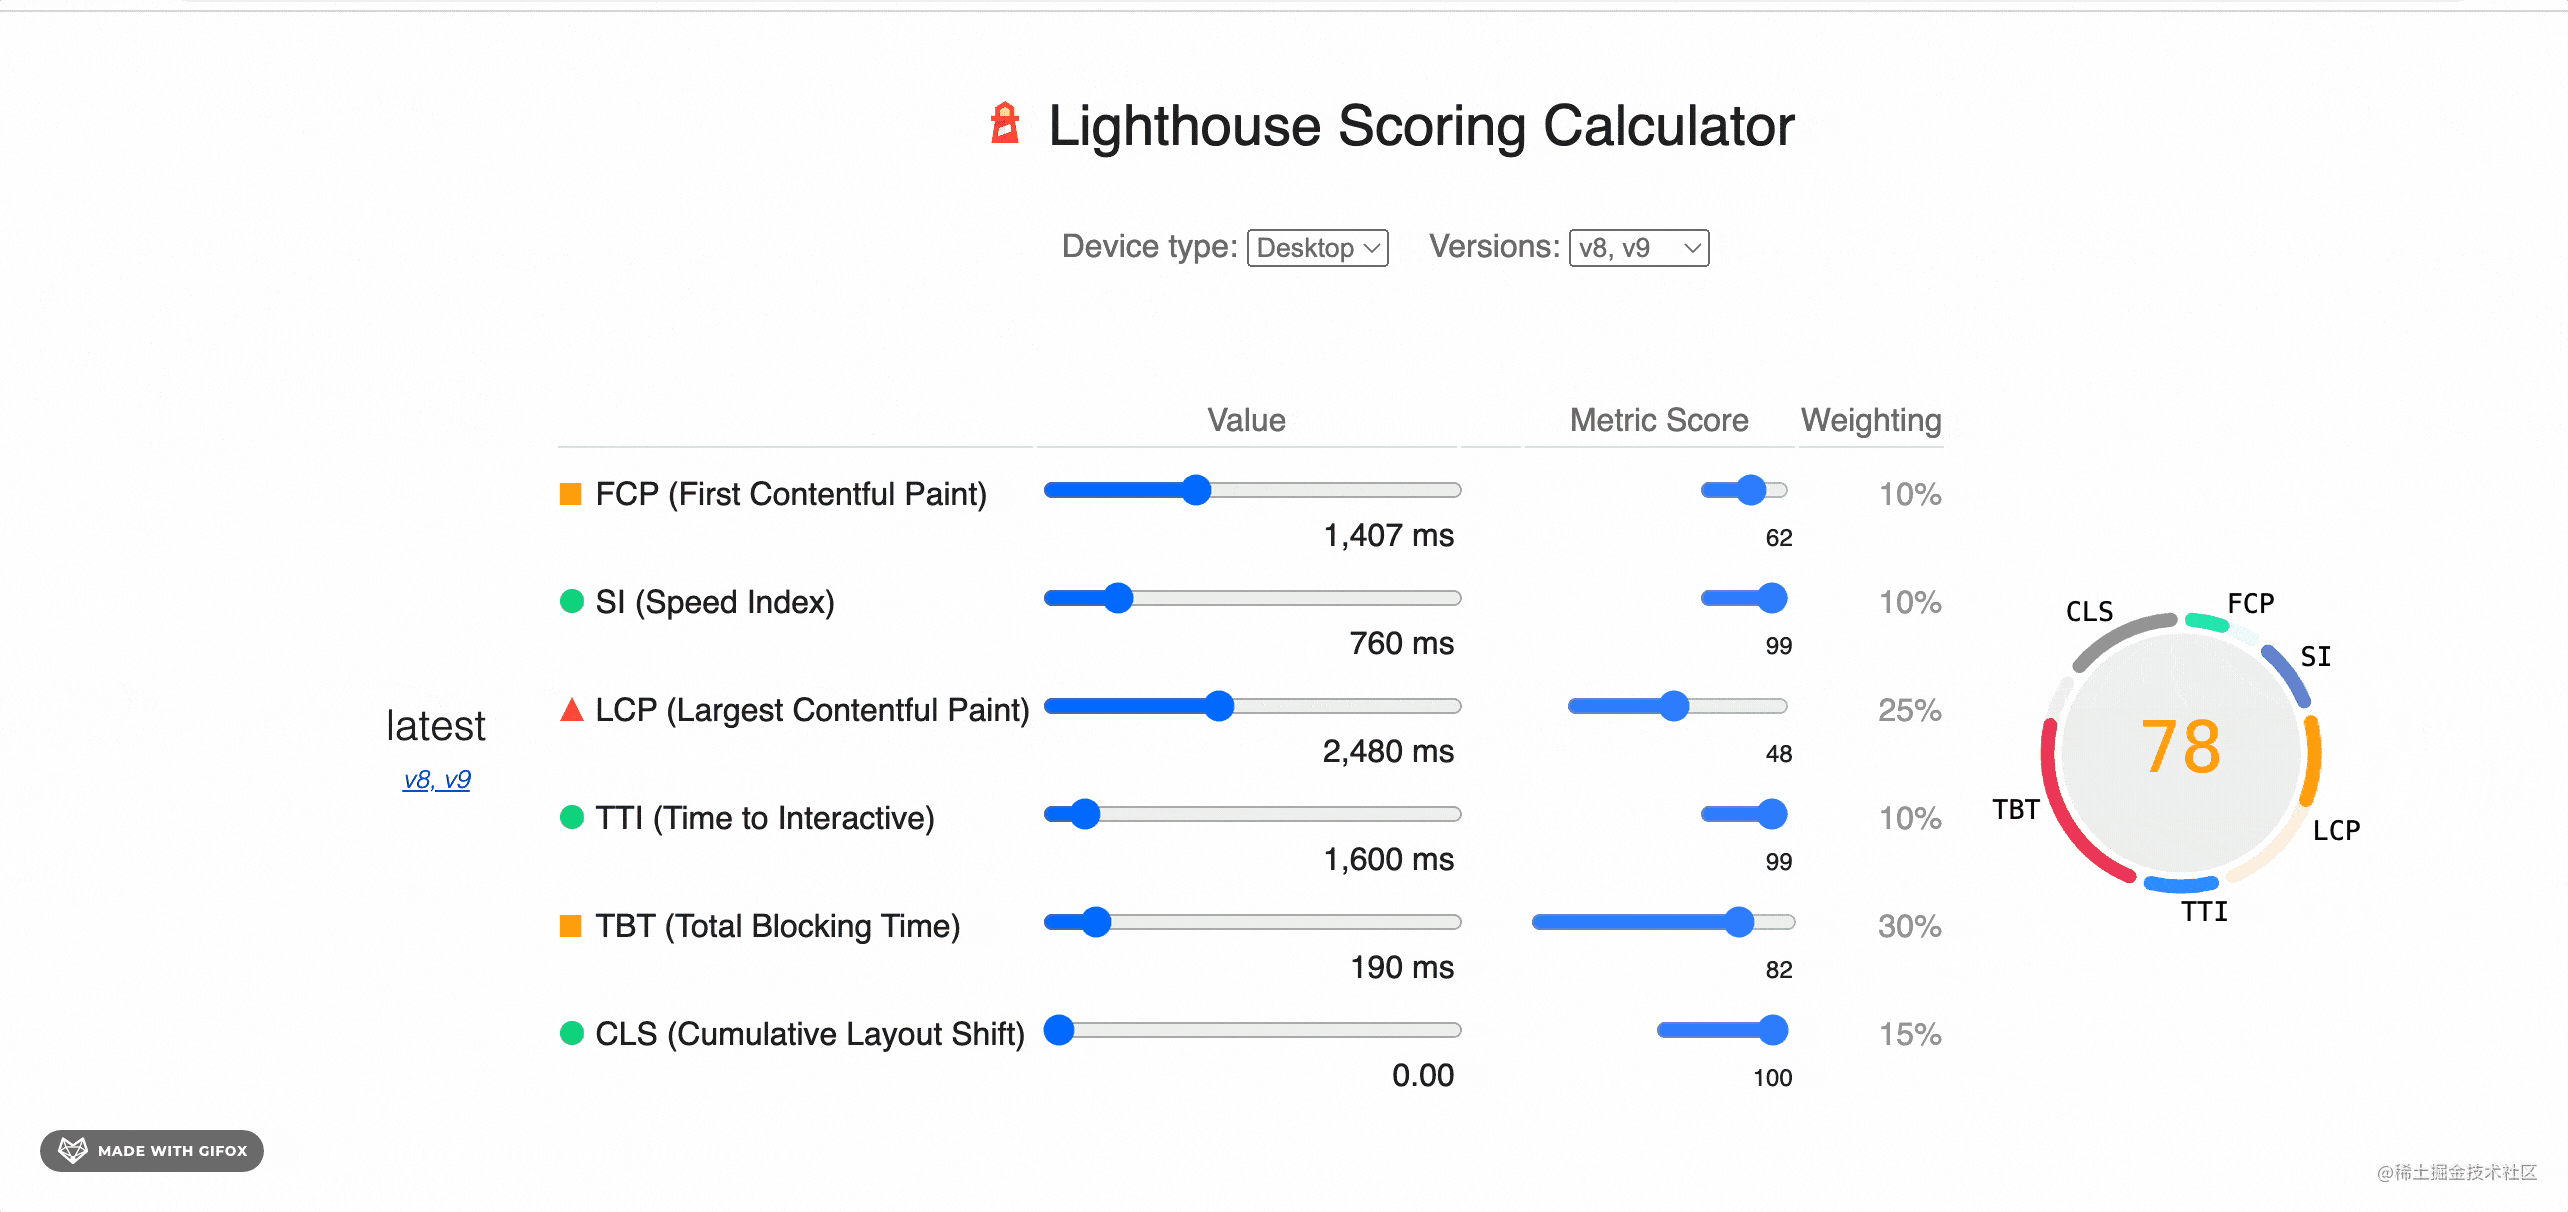 Lighthouse Scoring Calculator
Device type: Desktop Versions: v8, v9
Value Metric Score Weighting
FCP (First Contentful Paint) 10%
1,407 ms 62
SI (Speed Index) 10%
760 ms 99
LCP (Largest Contentful Paint) 25%
2,480 ms 48
TTI (Time to Interactive) 10%
1,600 ms 99
TBT (Total Blocking Time) 30%
190 ms 82
CLS (Cumulative Layout Shift) 15%
0.00 100
latest
v8, v9
CLS
FCP
SI
78
TBT
LCP
TTI
MADE WITH GIFOX
@稀土掘金技术社区